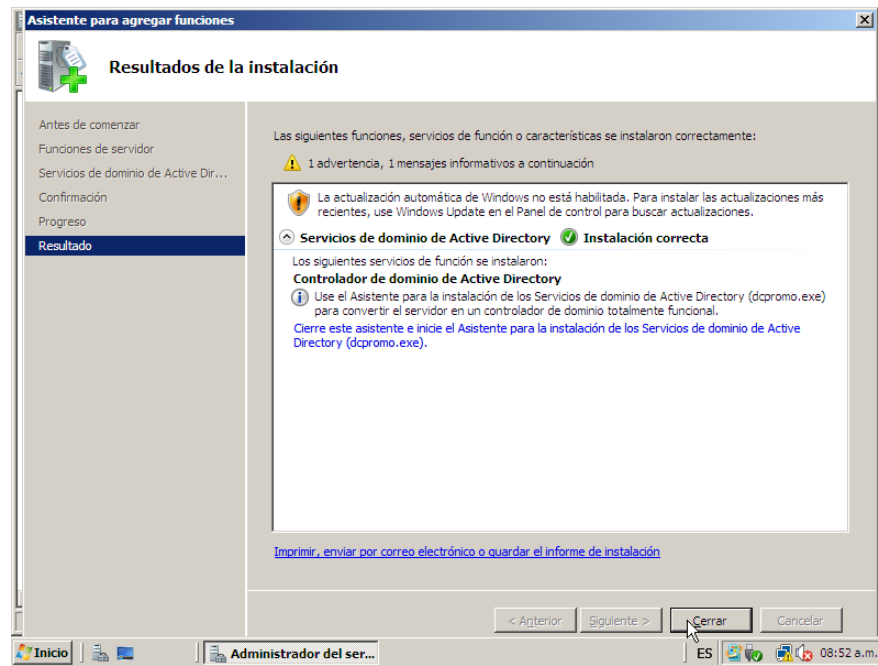 Asistente para agregar funciones
Resultados de la instalación
Antes de comenzar
Funciones de servidor
Servicios de dominio de Active Dir...
Confirmación
Progreso
Resultado
Las siguientes funciones, servicios de función o características se instalaron correctamente:
1 advertencia, 1 mensajes informativos a continuación
La actualización automática de Windows no está habilitada. Para instalar las actualizaciones más
recientes, use Windows Update en el Panel de control para buscar actualizaciones.
Servicios de dominio de Active Directory Instalación correcta
Los siguientes servicios de función se instalaron:
Controlador de dominio de Active Directory
Use el Asistente para la instalación de los Servicios de dominio de Active Directory (dcpromo.exe)
para convertir el servidor en un controlador de dominio totalmente funcional.
Cierre este asistente e inicie el Asistente para la instalación de los Servicios de dominio de Active
Directory (dcpromo.exe).
Imprimir, enviar por correo electrónico o guardar el informe de instalación
< Anterior Siguiente > Cerrar Cancelar
Inicio Administrador del ser... ES 08:52 a.m.